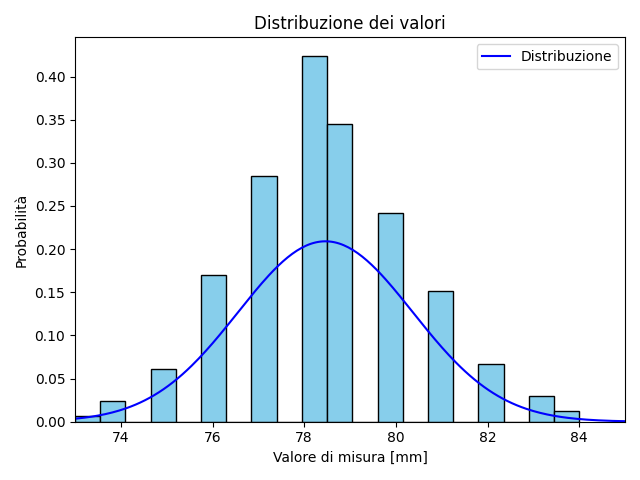 Distribuzione dei valori
Distribuzione
Probabilità
0.40
0.35
0.30
0.25
0.20
0.15
0.10
0.05
0.00
74 76 78 80 82 84
Valore di misura [mm]